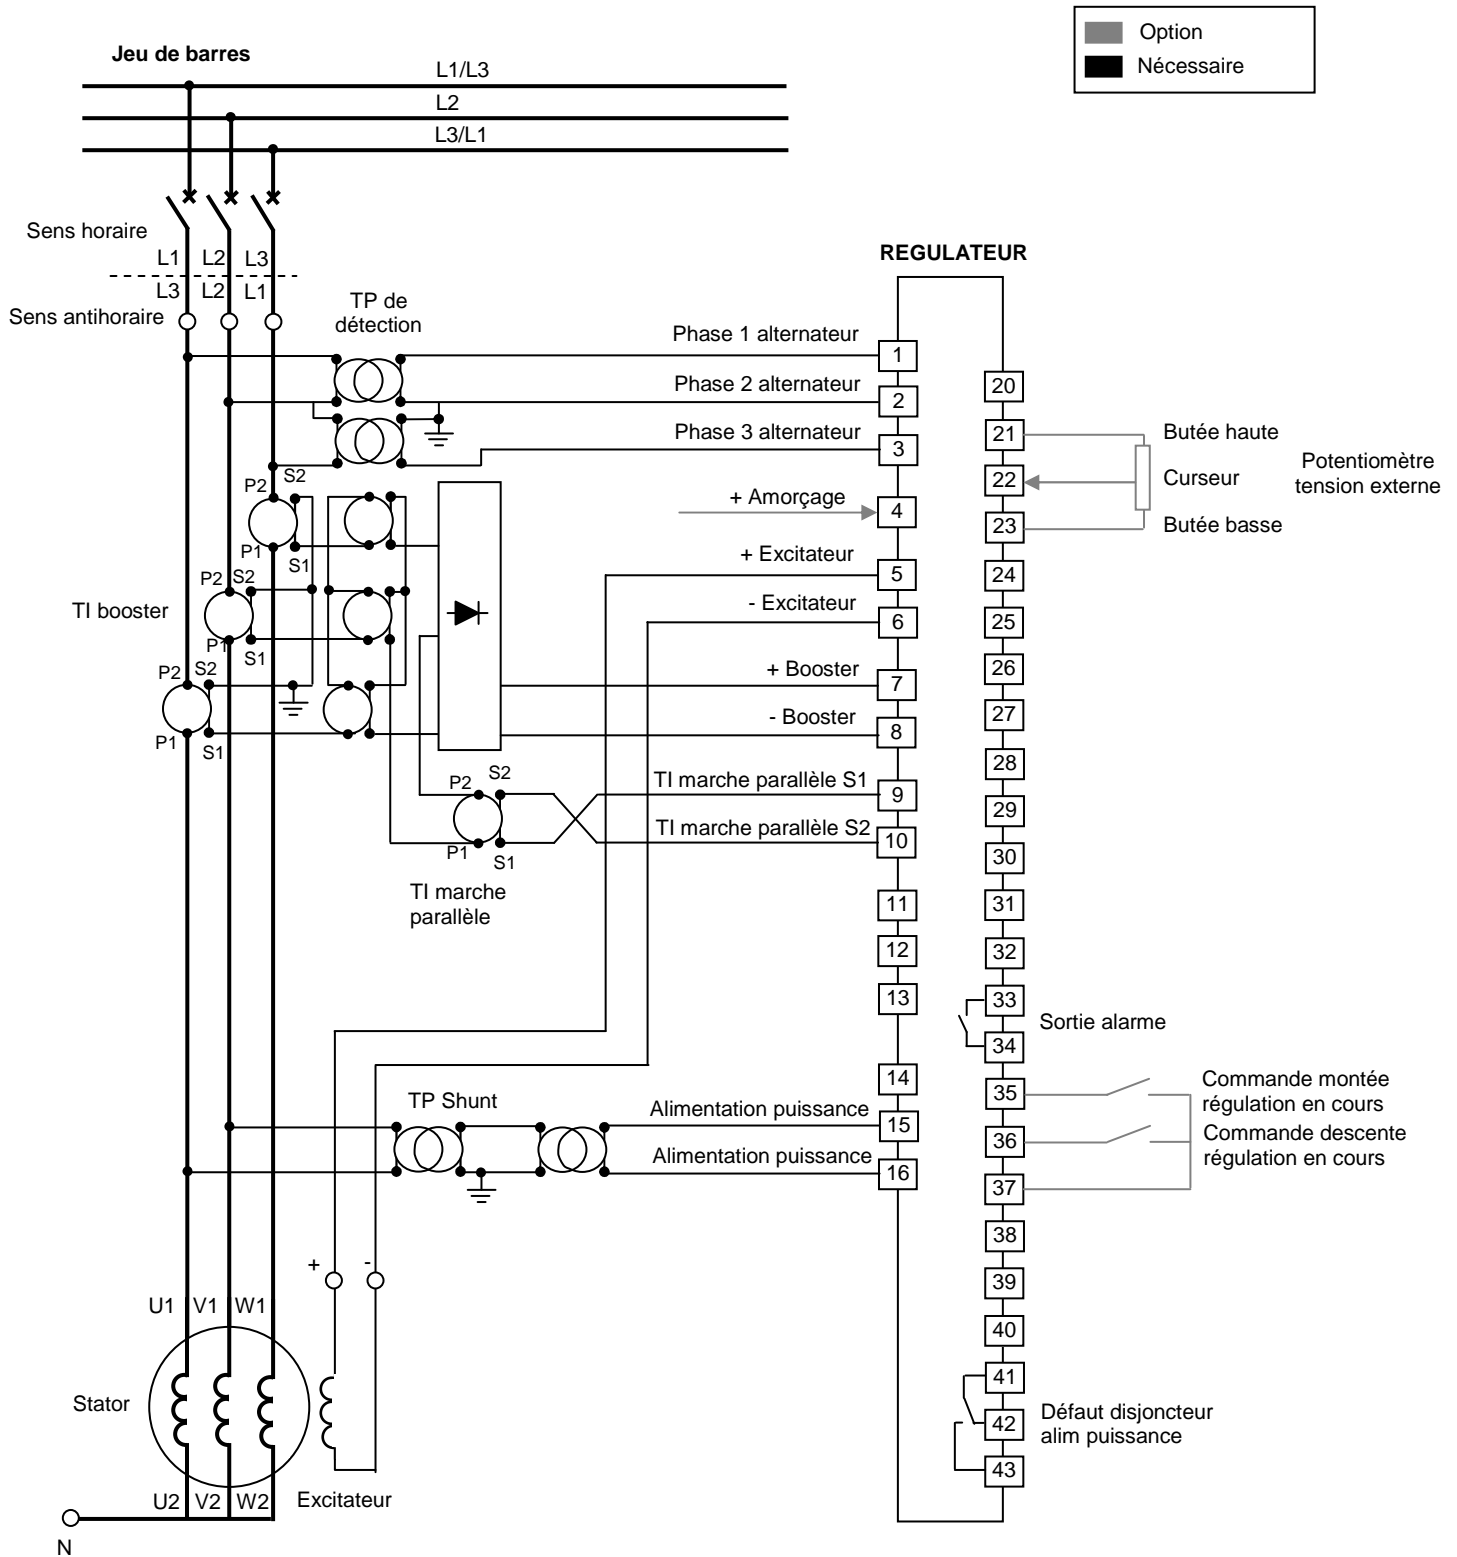 Option
Nécessaire
Jeu de barres
L1/L3
L2
L3/L1
Sens horaire
L1 L2 L3
L3 L2 L1
Sens antihoraire
TP de
détection
REGULATEUR
Phase 1 alternateur
1
Phase 2 alternateur
2
Phase 3 alternateur
3
+ Amorçage
4
+ Excitateur
5
- Excitateur
6
+ Booster
7
- Booster
8
TI marche parallèle S1
9
TI marche parallèle S2
10
11
12
13
14
Alimentation puissance
15
Alimentation puissance
16
20
21
Butée haute
22
Curseur
23
Butée basse
Potentiomètre
tension externe
24
25
26
27
28
29
30
31
32
33
34
Sortie alarme
35
Commande montée
régulation en cours
36
Commande descente
régulation en cours
37
38
39
40
41
42
43
Défaut disjoncteur
alim puissance
P2 S2
P1 S1
P2 S2
TI booster
P1 S1
P2 S2
P1 S1
P2 S2
P1 S1
TI marche
parallèle
TP Shunt
+ -
U1 V1 W1
Stator
U2 V2 W2
Excitateur
N